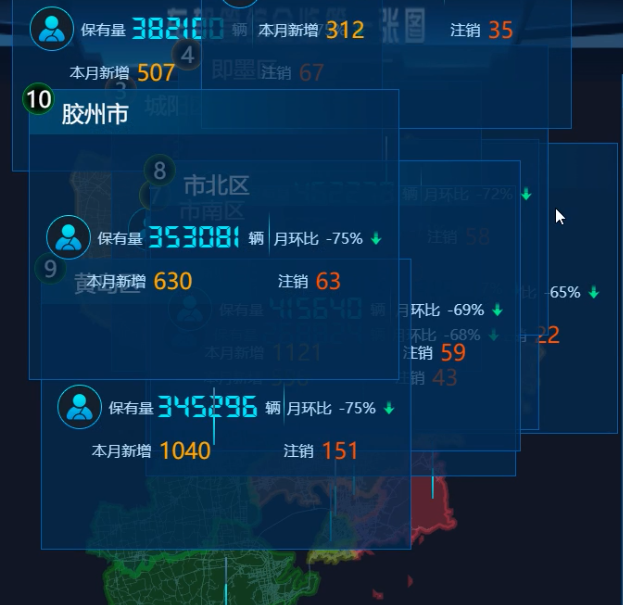 保有量 3821 辆 本月新增 312 注销 35
本月新增 507 4 即墨区 注销 67
3
城阳
10 胶州市
8 市北区
7 市南区
辆 月环比 -72%
注销 58
保有量 353081 辆 月环比 -75%
9 黄岛区
本月新增 630 注销 63
比 -65%
保有量 415640 辆 月环比 -69%
月环比 -68% 22
本月新增 1121 注销 59
注销 43
保有量 345296 辆 月环比 -75%
本月新增 1040 注销 151